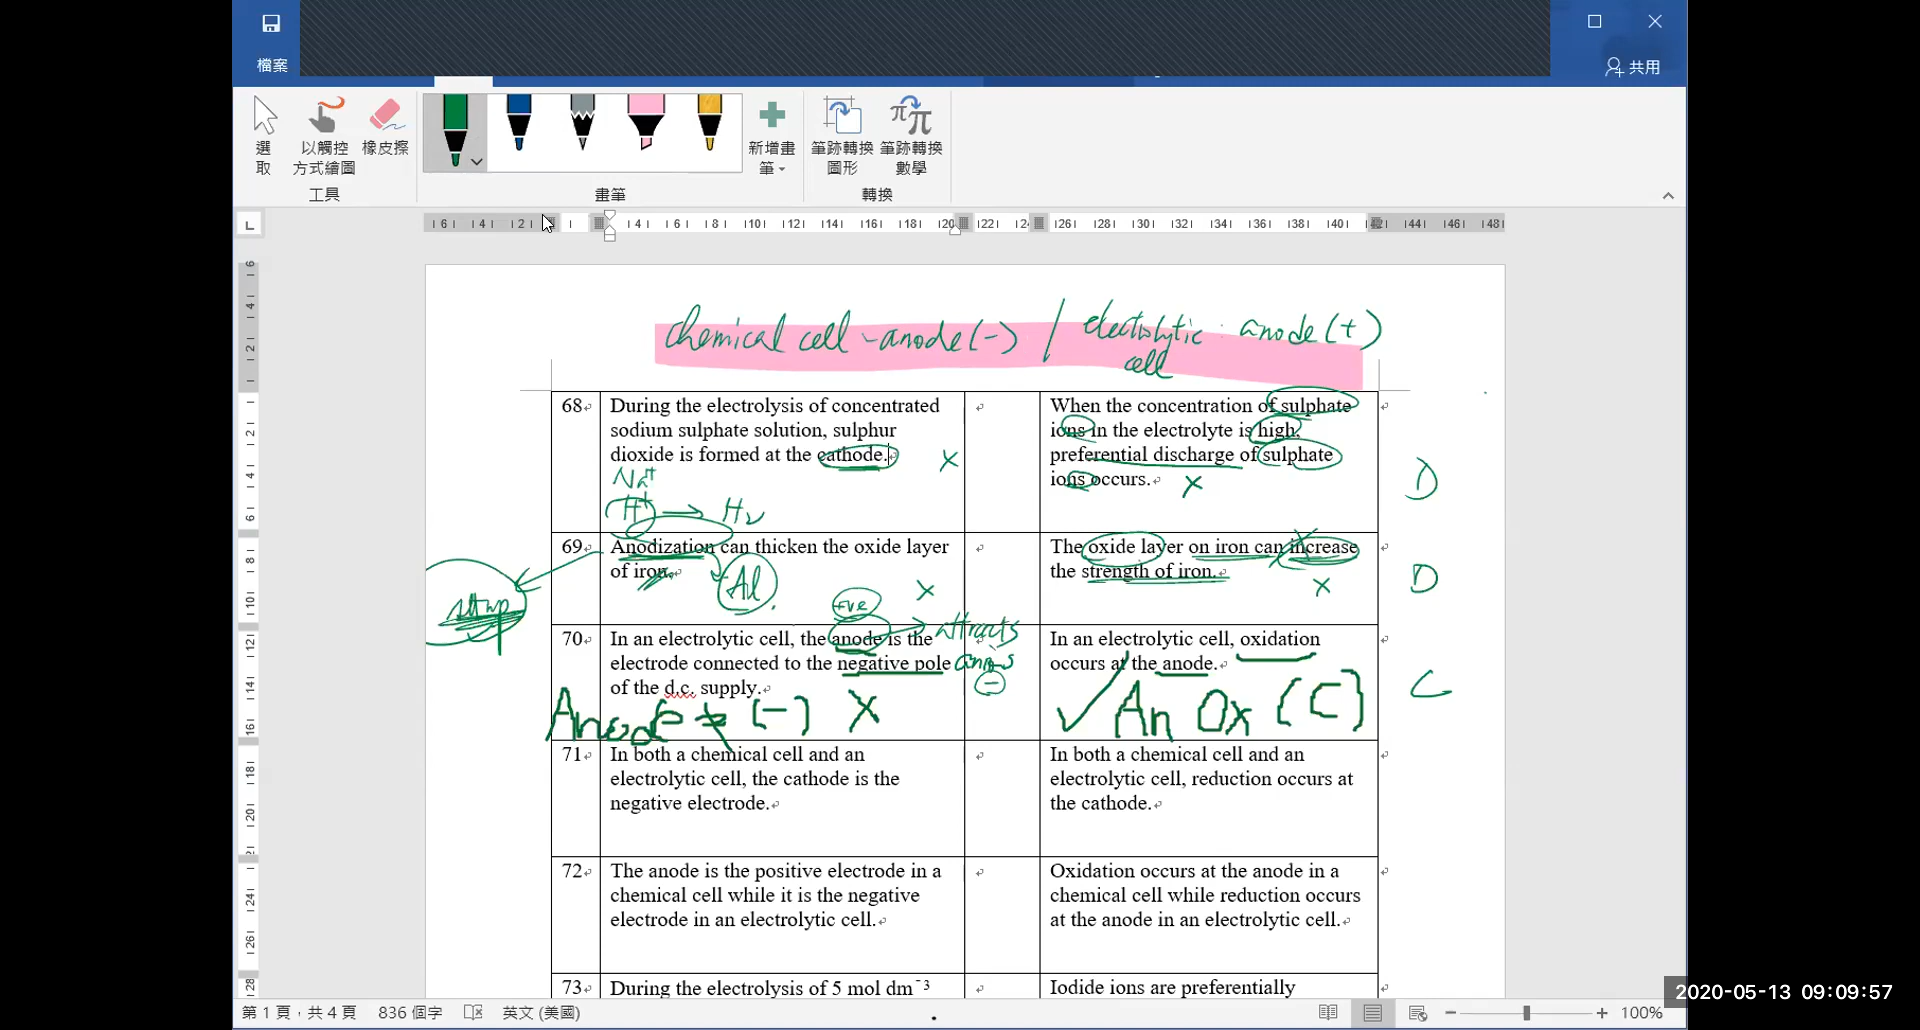 檔案
共用
選取
以觸控方式繪圖
橡皮擦
新增畫筆
筆跡轉換圖形
筆跡轉換數學
工具
畫筆
轉換
chemical cell - anode (-) / electrolytic cell : anode (+)
68
During the electrolysis of concentrated
sodium sulphate solution, sulphur
dioxide is formed at the cathode.
X
Na+
H+ → H2
When the concentration of sulphate
ions in the electrolyte is high,
preferential discharge of sulphate
ions occurs.
X
D
69
Anodization can thicken the oxide layer
of iron.
Al
X
The oxide layer on iron can increase
the strength of iron.
X
D
setup
70
+ve
In an electrolytic cell, the anode is the
electrode connected to the negative pole
of the d.c. supply.
attracts
anions
-
Anode ≠ (-) X
In an electrolytic cell, oxidation
occurs at the anode.
✓ An Ox (C)
C
71
In both a chemical cell and an
electrolytic cell, the cathode is the
negative electrode.
In both a chemical cell and an
electrolytic cell, reduction occurs at
the cathode.
72
The anode is the positive electrode in a
chemical cell while it is the negative
electrode in an electrolytic cell.
Oxidation occurs at the anode in a
chemical cell while reduction occurs
at the anode in an electrolytic cell.
73
During the electrolysis of 5 mol dm⁻³
Iodide ions are preferentially
第 1 頁，共 4 頁 836 個字 英文 (美國)
100%
2020-05-13 09:09:57